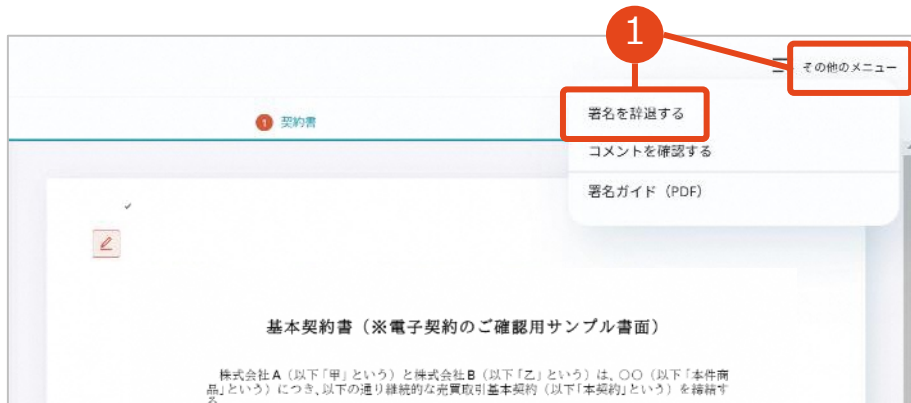 1
その他のメニュー
署名を辞退する
1 契約書
コメントを確認する
署名ガイド（PDF）
基本契約書（※電子契約のご確認用サンプル書面）
株式会社A（以下「甲」という）と株式会社B（以下「乙」という）は、〇〇（以下「本件商
品」という）につき、以下の通り継続的な売買取引基本契約（以下「本契約」という）を締結す
る